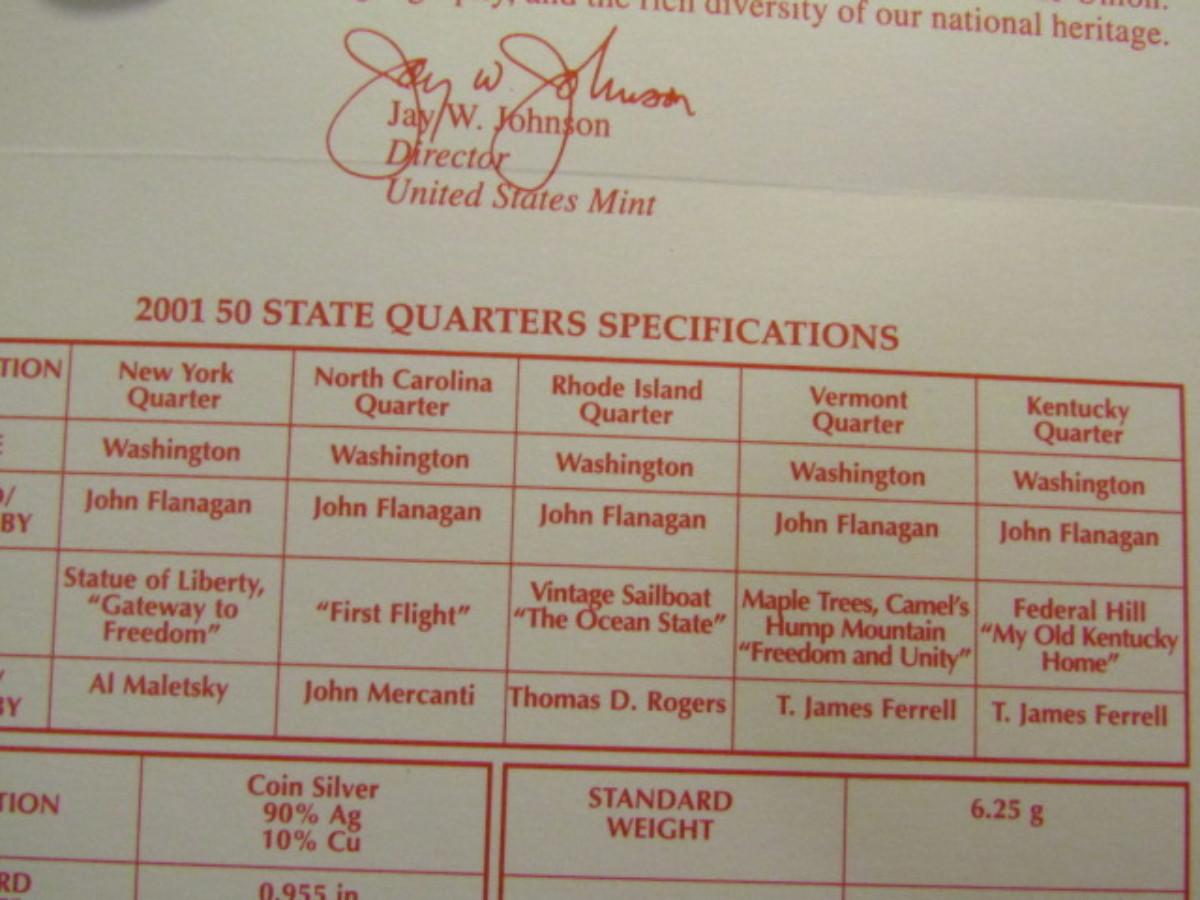 and the rich diversity of our national heritage.
Jay W. Johnson
Jay W. Johnson
Director
United States Mint
2001 50 STATE QUARTERS SPECIFICATIONS
TION New York Quarter North Carolina Quarter Rhode Island Quarter Vermont Quarter Kentucky Quarter
E Washington Washington Washington Washington Washington
/ BY John Flanagan John Flanagan John Flanagan John Flanagan John Flanagan
Statue of Liberty, "Gateway to Freedom" "First Flight" Vintage Sailboat "The Ocean State" Maple Trees, Camel's Hump Mountain "Freedom and Unity" Federal Hill "My Old Kentucky Home"
BY Al Maletsky John Mercanti Thomas D. Rogers T. James Ferrell T. James Ferrell
TION Coin Silver 90% Ag 10% Cu STANDARD WEIGHT 6.25 g
RD 0.955 in